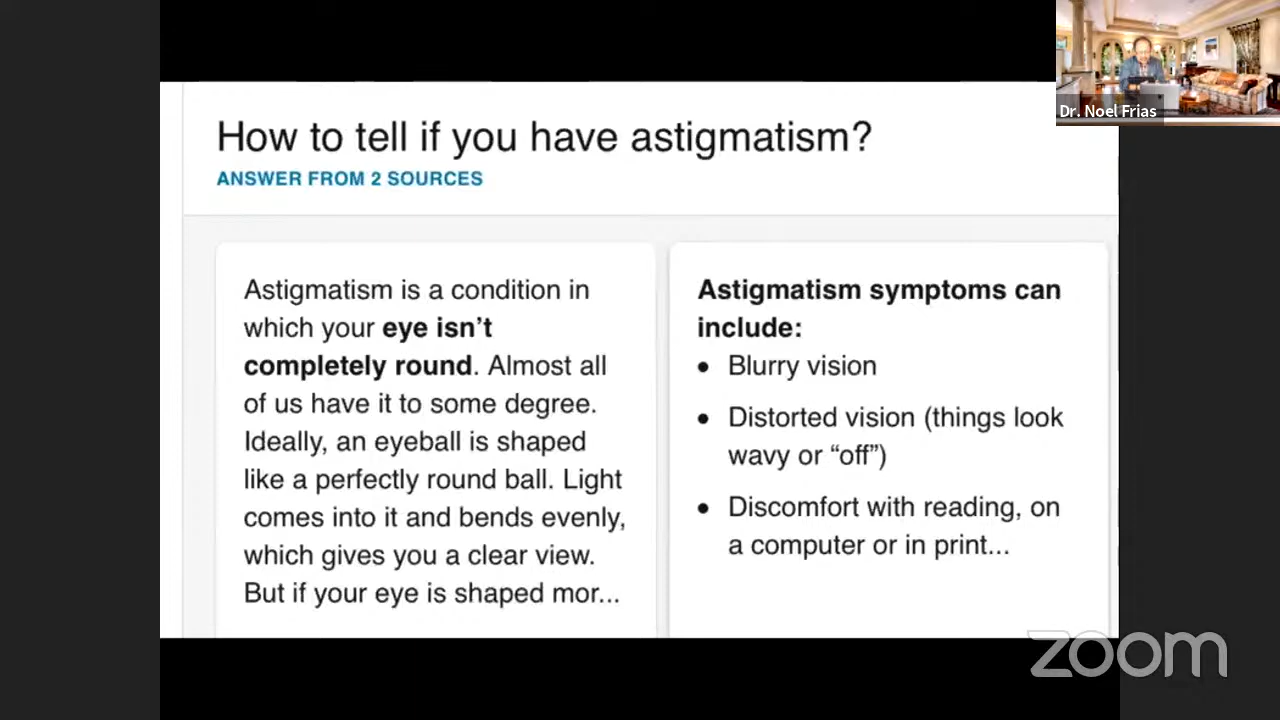 How to tell if you have astigmatism?
ANSWER FROM 2 SOURCES
Astigmatism is a condition in
which your eye isn't
completely round. Almost all
of us have it to some degree.
Ideally, an eyeball is shaped
like a perfectly round ball. Light
comes into it and bends evenly,
which gives you a clear view.
But if your eye is shaped mor...
Astigmatism symptoms can
include:
• Blurry vision
• Distorted vision (things look
wavy or “off”)
• Discomfort with reading, on
a computer or in print...
Dr. Noel Frias
zoom